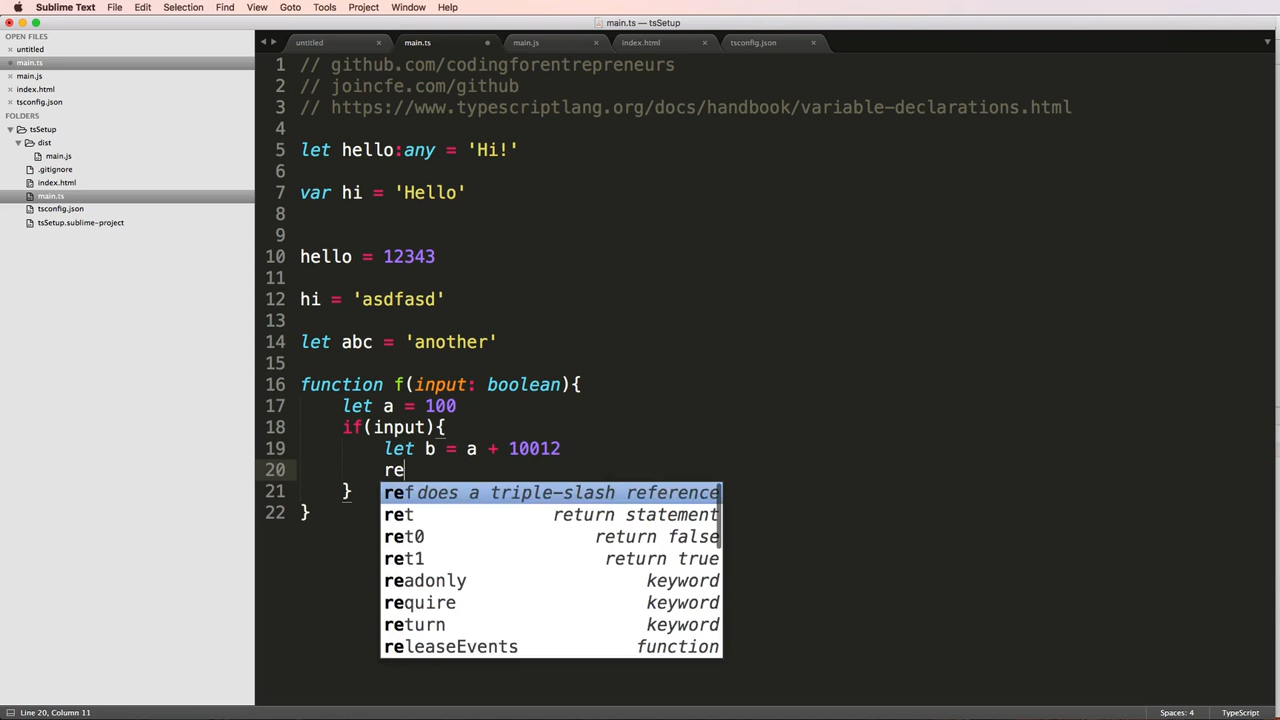 Sublime Text File Edit Selection Find View Goto Tools Project Window Help
main.ts — tsSetup
OPEN FILES
untitled
main.ts
main.js
index.html
tsconfig.json
FOLDERS
tsSetup
dist
main.js
.gitignore
index.html
main.ts
tsconfig.json
tsSetup.sublime-project
untitled main.ts main.js index.html tsconfig.json
1 // github.com/codingforentrepreneurs
2 // joincfe.com/github
3 // https://www.typescriptlang.org/docs/handbook/variable-declarations.html
4
5 let hello:any = 'Hi!'
6
7 var hi = 'Hello'
8
9
10 hello = 12343
11
12 hi = 'asdfasd'
13
14 let abc = 'another'
15
16 function f(input: boolean){
17 let a = 100
18 if(input){
19 let b = a + 10012
20 re
21 }
22 }
ref does a triple-slash reference
ret return statement
ret0 return false
ret1 return true
readonly keyword
require keyword
return keyword
releaseEvents function
Line 20, Column 11 Spaces: 4 TypeScript